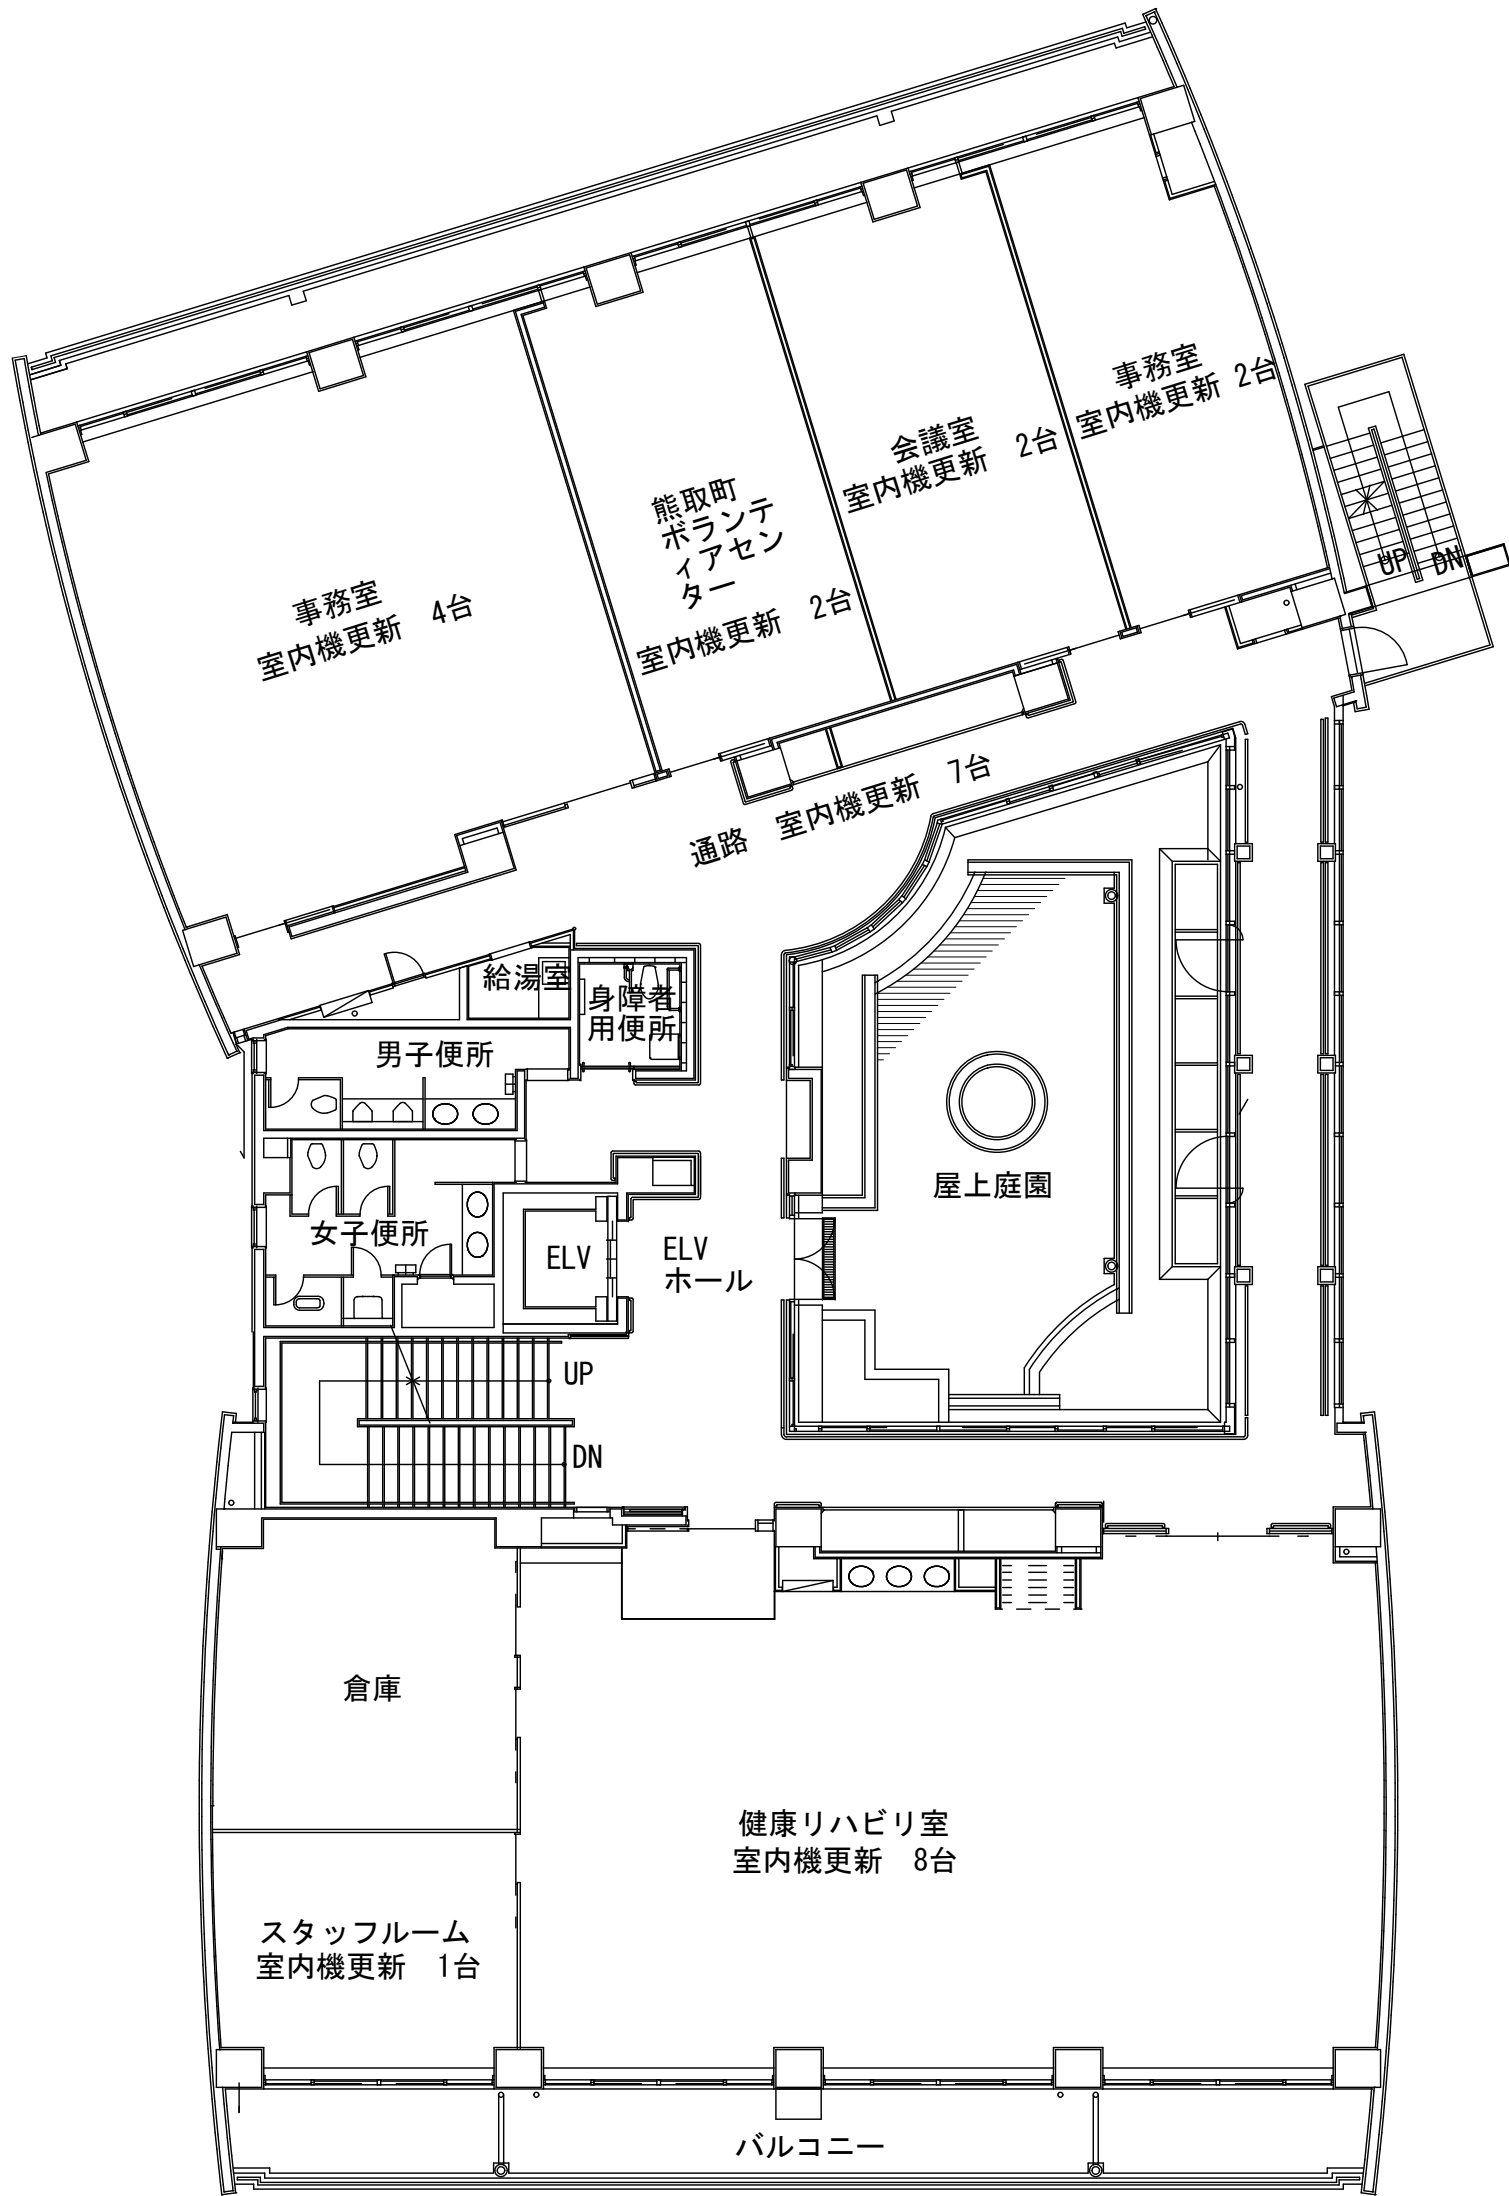 事務室
室内機更新 2台
会議室
室内機更新　2台
熊取町
ボランテ
ィアセン
ター
室内機更新　2台
事務室
室内機更新　4台
UP DN
通路　室内機更新　7台
給湯室
身障者
用便所
男子便所
女子便所
ELV
ELV
ホール
屋上庭園
UP
DN
倉庫
健康リハビリ室
室内機更新　8台
スタッフルーム
室内機更新　1台
バルコニー